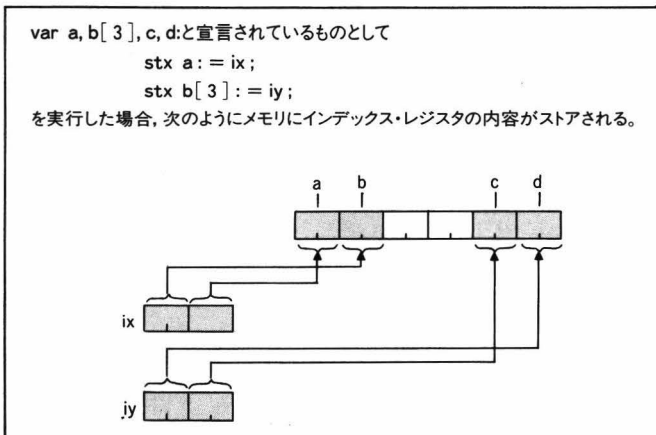 var a, b[ 3 ], c, d:と宣言されているものとして
stx a : = ix ;
stx b[ 3 ] : = iy ;
を実行した場合, 次のようにメモリにインデックス・レジスタの内容がストアされる。
a b c d
ix
iy